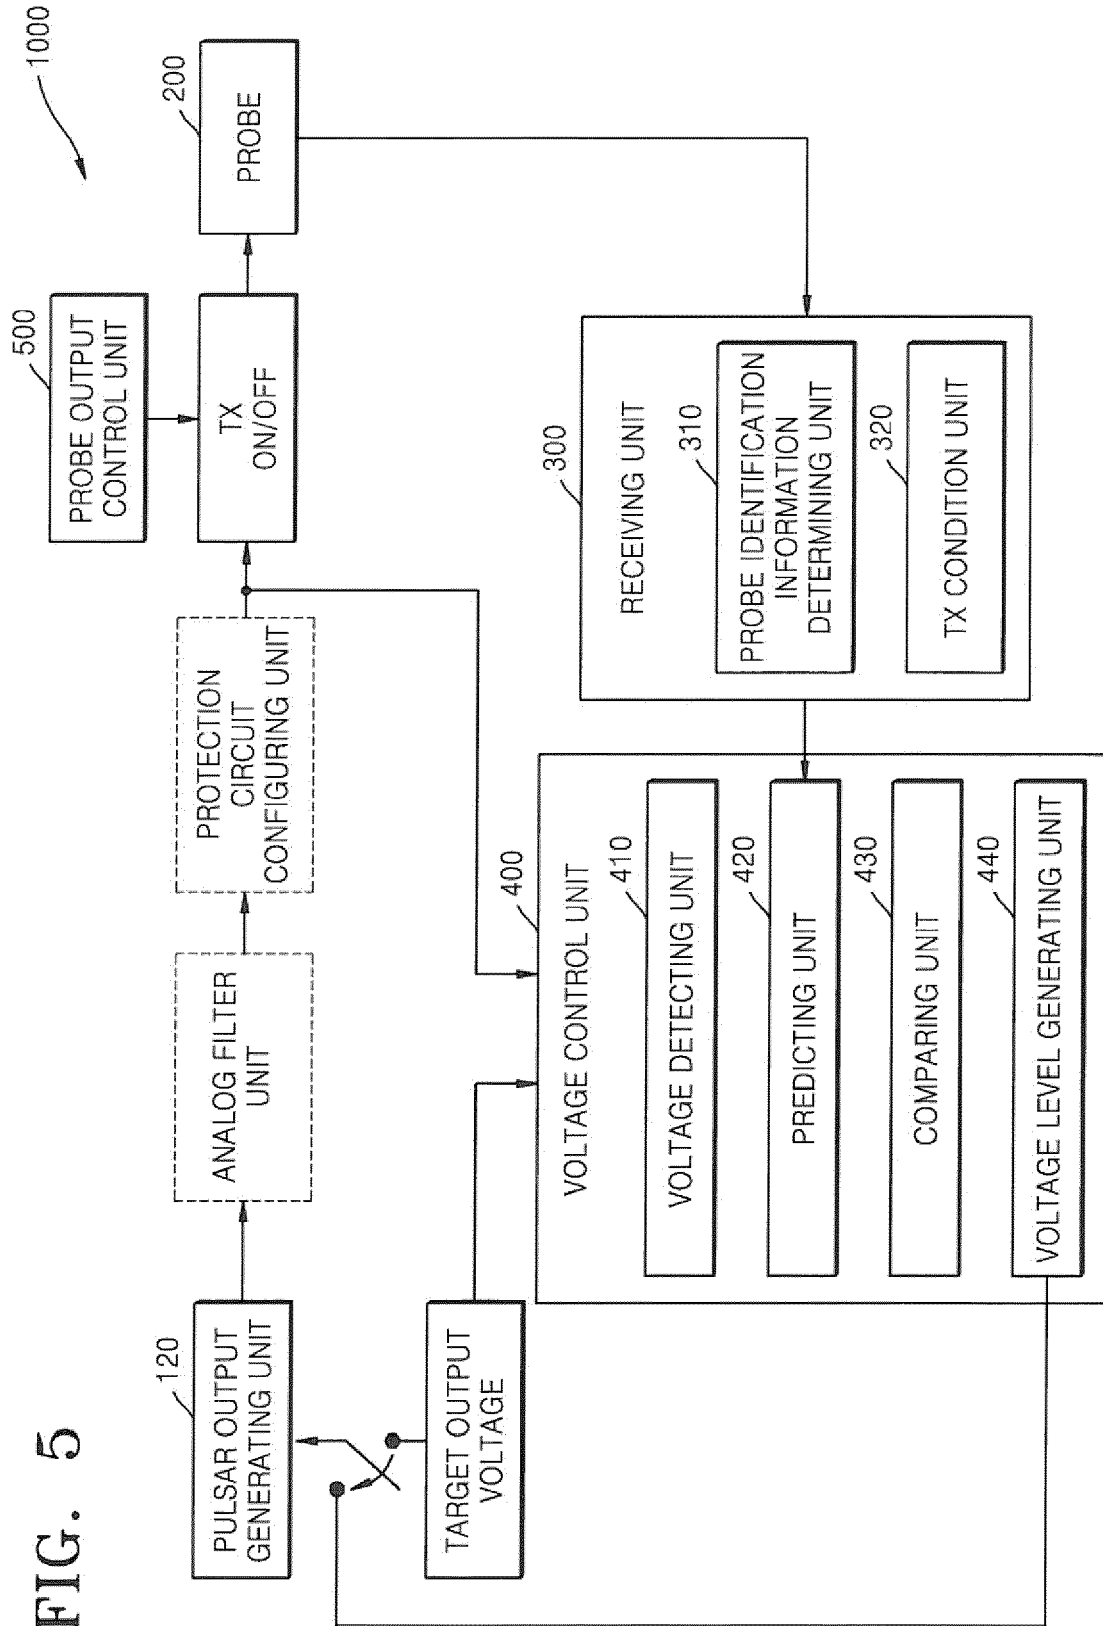 FIG. 5
1000
120
PULSAR OUTPUT
GENERATING UNIT
ANALOG FILTER
UNIT
PROTECTION
CIRCUIT
CONFIGURING UNIT
500
PROBE OUTPUT
CONTROL UNIT
TX
ON/OFF
200
PROBE
TARGET OUTPUT
VOLTAGE
400
VOLTAGE CONTROL UNIT
410
VOLTAGE DETECTING UNIT
420
PREDICTING UNIT
430
COMPARING UNIT
440
VOLTAGE LEVEL GENERATING UNIT
300
RECEIVING UNIT
310
PROBE IDENTIFICATION
INFORMATION
DETERMINING UNIT
320
TX CONDITION UNIT